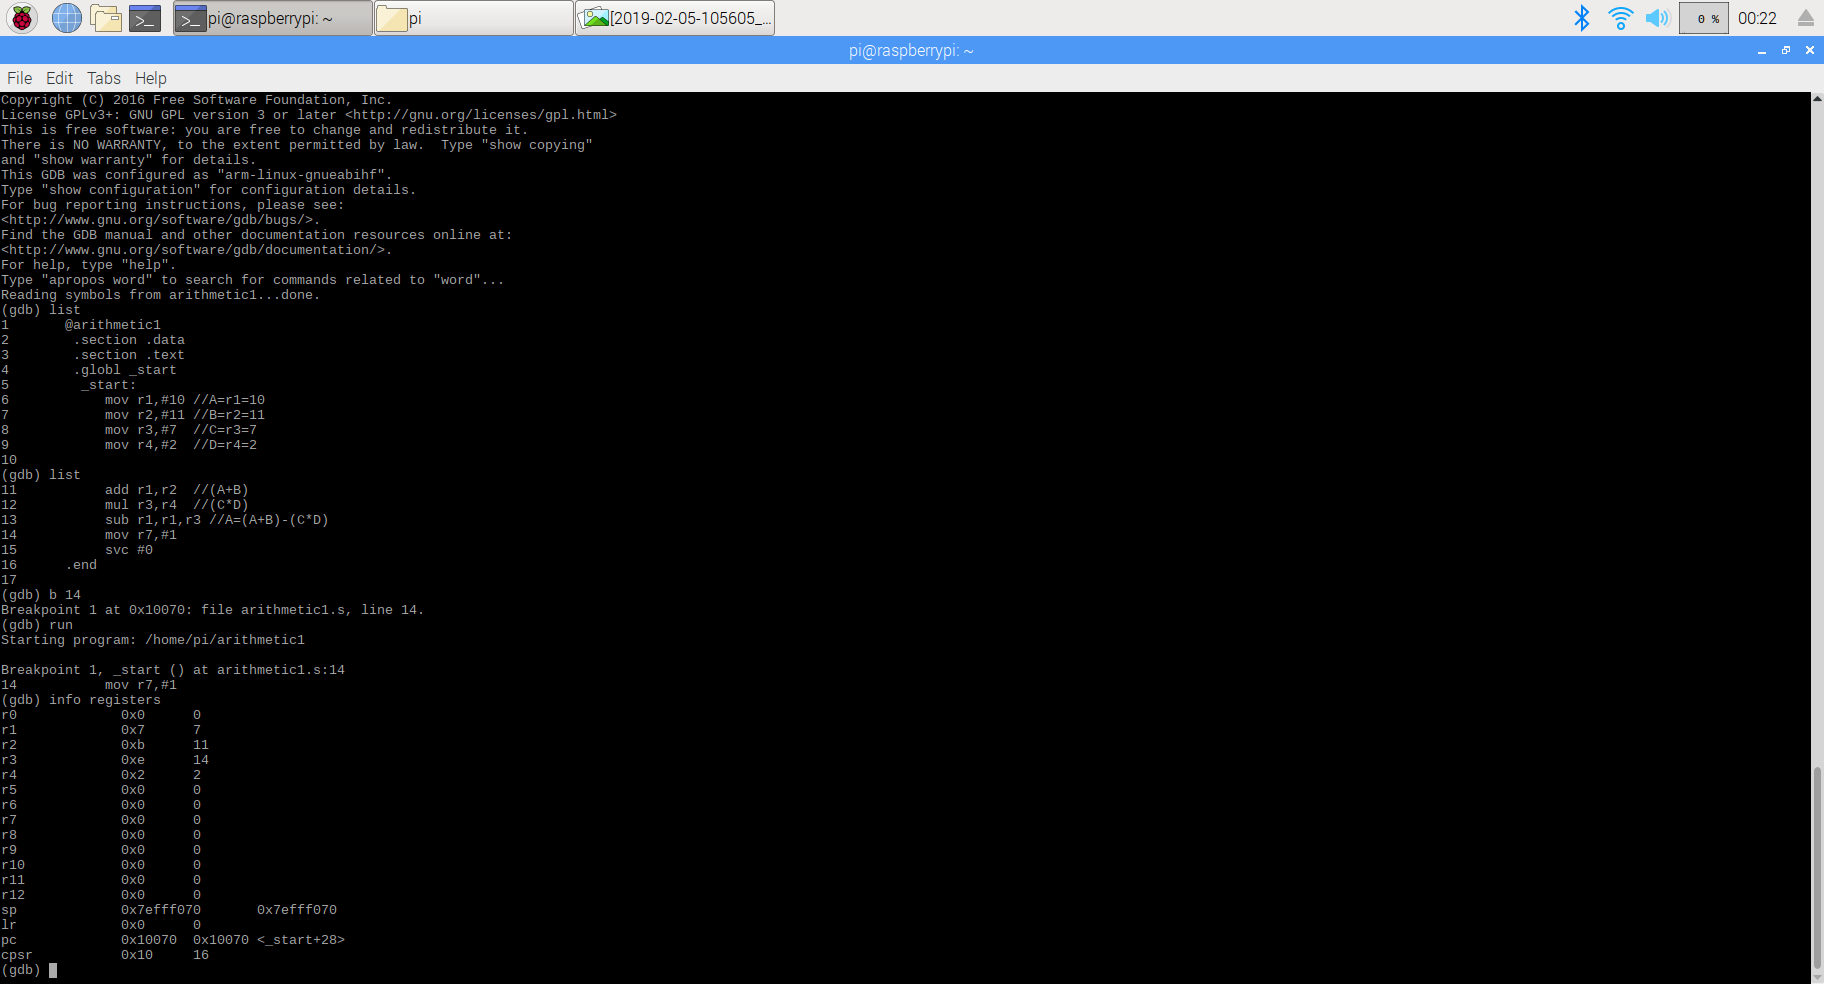 pi@raspberrypi: ~
pi
[2019-02-05-105605_...
0 %
00:22
pi@raspberrypi: ~
File Edit Tabs Help
Copyright (C) 2016 Free Software Foundation, Inc.
License GPLv3+: GNU GPL version 3 or later <http://gnu.org/licenses/gpl.html>
This is free software: you are free to change and redistribute it.
There is NO WARRANTY, to the extent permitted by law.  Type "show copying"
and "show warranty" for details.
This GDB was configured as "arm-linux-gnueabihf".
Type "show configuration" for configuration details.
For bug reporting instructions, please see:
<http://www.gnu.org/software/gdb/bugs/>.
Find the GDB manual and other documentation resources online at:
<http://www.gnu.org/software/gdb/documentation/>.
For help, type "help".
Type "apropos word" to search for commands related to "word"...
Reading symbols from arithmetic1...done.
(gdb) list
1       @arithmetic1
2        .section .data
3        .section .text
4        .globl _start
5         _start:
6            mov r1,#10 //A=r1=10
7            mov r2,#11 //B=r2=11
8            mov r3,#7  //C=r3=7
9            mov r4,#2  //D=r4=2
10
(gdb) list
11           add r1,r2  //(A+B)
12           mul r3,r4  //(C*D)
13           sub r1,r1,r3 //A=(A+B)-(C*D)
14           mov r7,#1
15           svc #0
16      .end
17
(gdb) b 14
Breakpoint 1 at 0x10070: file arithmetic1.s, line 14.
(gdb) run
Starting program: /home/pi/arithmetic1
Breakpoint 1, _start () at arithmetic1.s:14
14           mov r7,#1
(gdb) info registers
r0             0x0      0
r1             0x7      7
r2             0xb      11
r3             0xe      14
r4             0x2      2
r5             0x0      0
r6             0x0      0
r7             0x0      0
r8             0x0      0
r9             0x0      0
r10            0x0      0
r11            0x0      0
r12            0x0      0
sp             0x7efff070       0x7efff070
lr             0x0      0
pc             0x10070  0x10070 <_start+28>
cpsr           0x10     16
(gdb)